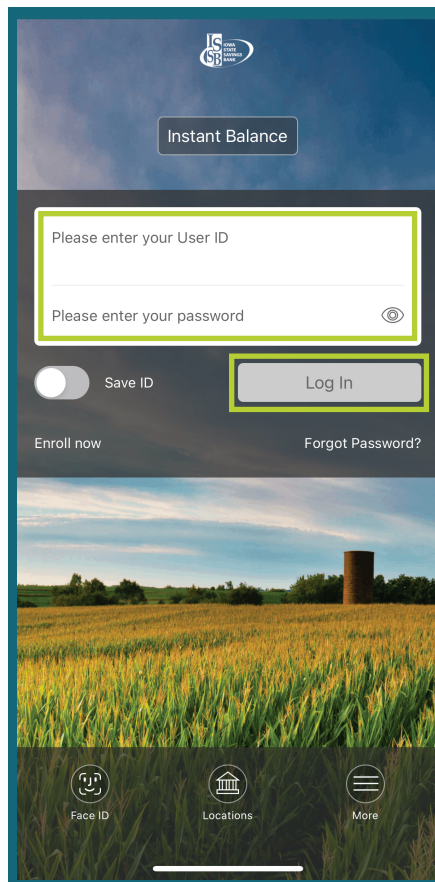 ISSB
IOWA
STATE
SAVINGS
BANK
Instant Balance
Please enter your User ID
Please enter your password
Save ID
Log In
Enroll now
Forgot Password?
Face ID
Locations
More